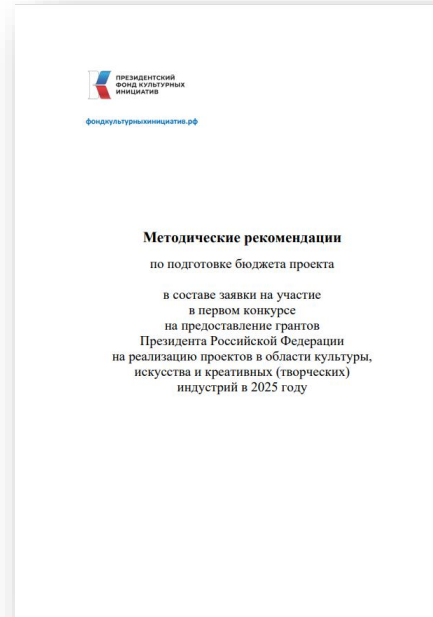 ПРЕЗИДЕНТСКИЙ
ФОНД КУЛЬТУРНЫХ
ИНИЦИАТИВ
фондкультурныхинициатив.рф
Методические рекомендации
по подготовке бюджета проекта
в составе заявки на участие
в первом конкурсе
на предоставление грантов
Президента Российской Федерации
на реализацию проектов в области культуры,
искусства и креативных (творческих)
индустрий в 2025 году